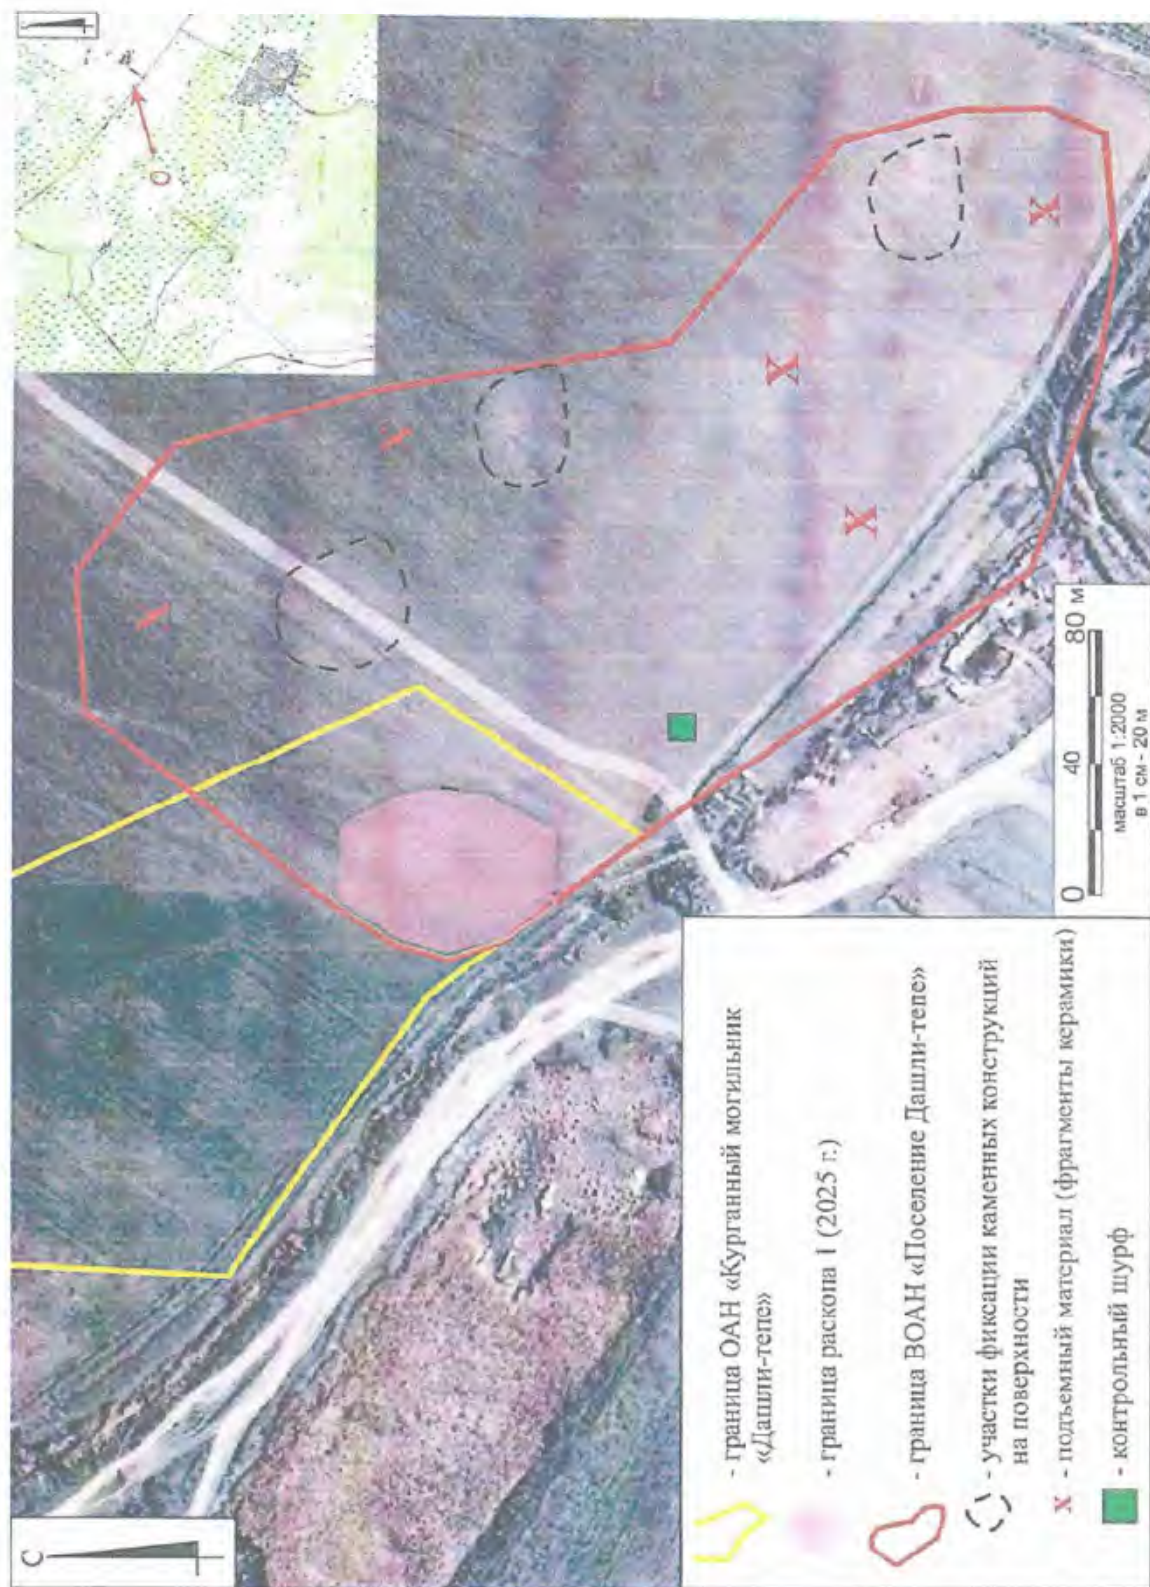 С
- граница ОАН «Курганный могильник
«Дашли-тепе»
- граница раскопа 1 (2025 г.)
- граница ВОАН «Поселение Дашли-тепе»
- участки фиксации каменных конструкций
на поверхности
х - подъемный материал (фрагменты керамики)
- контрольный шурф
0 40 80 м
масштаб 1:2000
в 1 см - 20 м
X
X
X